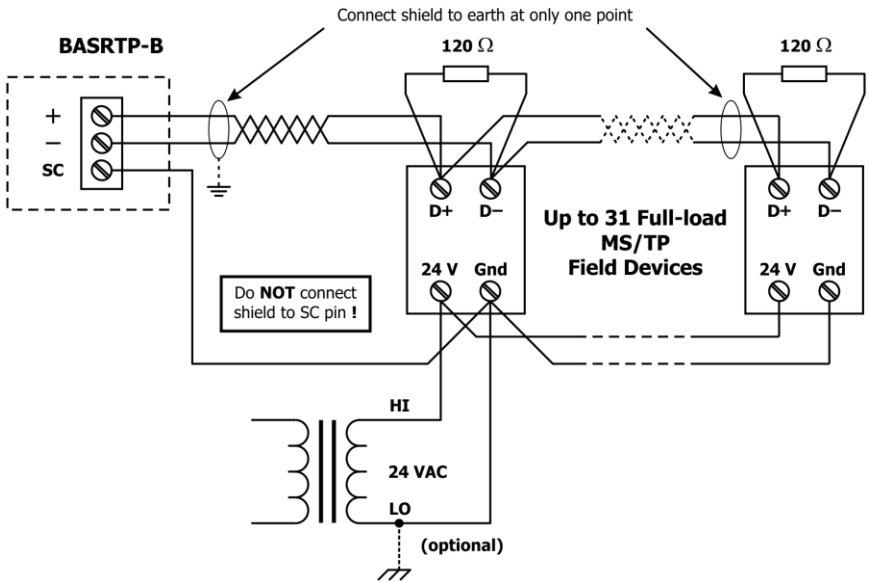 Connect shield to earth at only one point
BASRTP-B
120 Ω
120 Ω
+
−
SC
D+ D−
D+ D−
Up to 31 Full-load
MS/TP
Field Devices
24 V Gnd
24 V Gnd
Do NOT connect
shield to SC pin !
HI
24 VAC
LO
(optional)